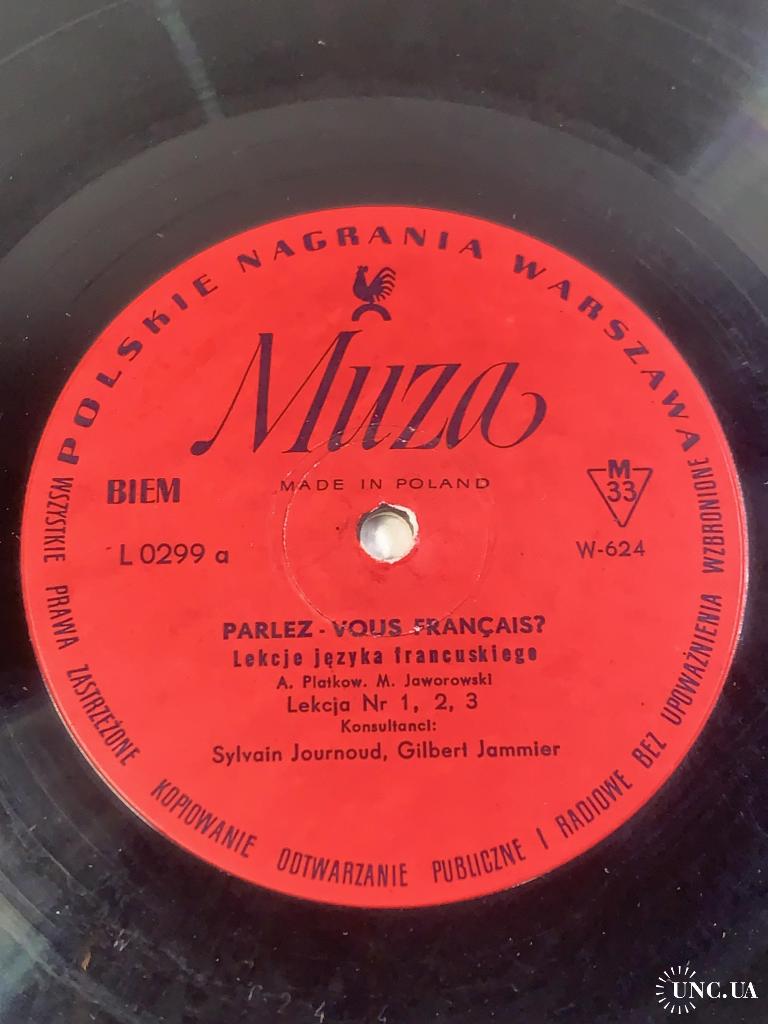 POLSKIE NAGRANIA WARSZAWA
Muza
MADE IN POLAND
BIEM
M
33
L 0299 a
W-624
PARLEZ - VOUS FRANÇAIS?
Lekcje języka francuskiego
A. Platkow. M. Jaworowski
Lekcja Nr 1, 2, 3
Konsultanci:
Sylvain Journoud, Gilbert Jammier
WSZYSTKIE PRAWA ZASTRZEŻONE KOPIOWANIE ODTWARZANIE PUBLICZNE I RADIOWE BEZ UPOWAŻNIENIA WZBRONIONE
UNC.UA